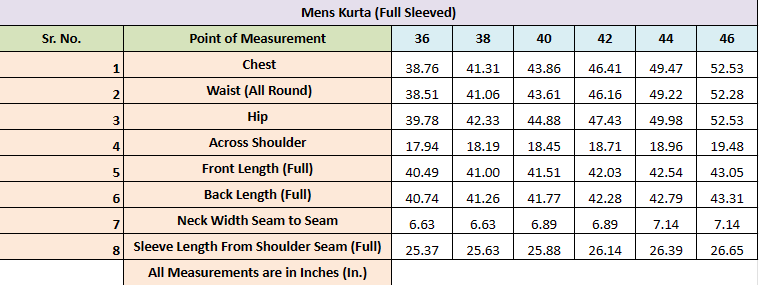 Mens Kurta (Full Sleeved)
Sr. No. Point of Measurement 36 38 40 42 44 46
1 Chest 38.76 41.31 43.86 46.41 49.47 52.53
2 Waist (All Round) 38.51 41.06 43.61 46.16 49.22 52.28
3 Hip 39.78 42.33 44.88 47.43 49.98 52.53
4 Across Shoulder 17.94 18.19 18.45 18.71 18.96 19.48
5 Front Length (Full) 40.49 41.00 41.51 42.03 42.54 43.05
6 Back Length (Full) 40.74 41.26 41.77 42.28 42.79 43.31
7 Neck Width Seam to Seam 6.63 6.63 6.89 6.89 7.14 7.14
8 Sleeve Length From Shoulder Seam (Full) 25.37 25.63 25.88 26.14 26.39 26.65
All Measurements are in Inches (In.)